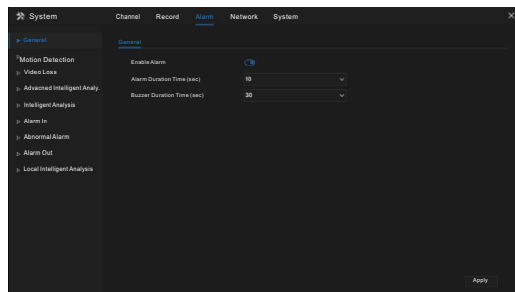 System
Channel Record Alarm Network System
General
General
Motion Detection
Enable Alarm
Video Loss
Alarm Duration Time (sec) 10
Advacned Intelligent Analy.
Buzzer Duration Time (sec) 30
Intelligent Analysis
Alarm In
Abnormal Alarm
Alarm Out
Local Intelligent Analysis
Apply